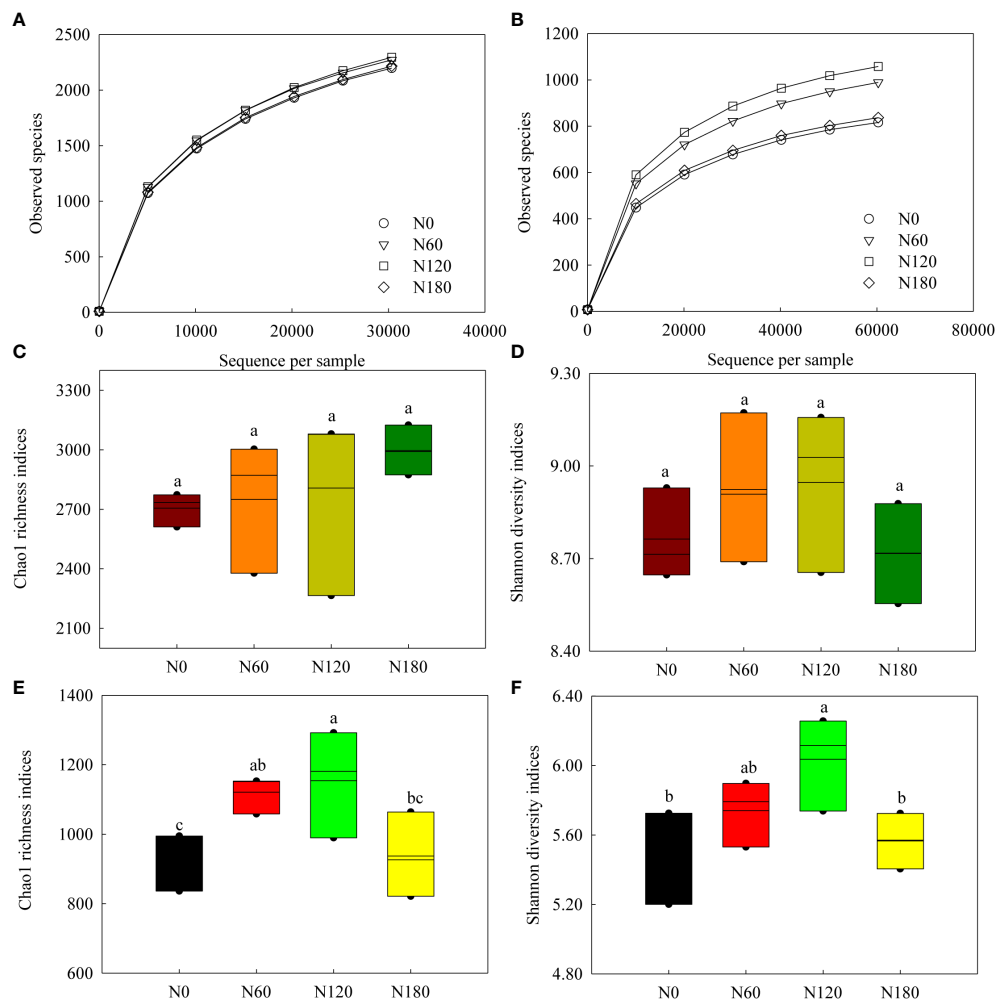 A
Observed species
2500
2000
1500
1000
500
0
0 10000 20000 30000 40000
Sequence per sample
N0
N60
N120
N180
B
Observed species
1200
1000
800
600
400
200
0
0 20000 40000 60000 80000
Sequence per sample
N0
N60
N120
N180
C
Chao1 richness indices
3300
3000
2700
2400
2100
a a a a
N0 N60 N120 N180
D
Shannon diversity indices
9.30
9.00
8.70
8.40
a a a a
N0 N60 N120 N180
E
Chao1 richness indices
1400
1200
1000
800
600
c ab a bc
N0 N60 N120 N180
F
Shannon diversity indices
6.40
6.00
5.60
5.20
4.80
b ab a b
N0 N60 N120 N180